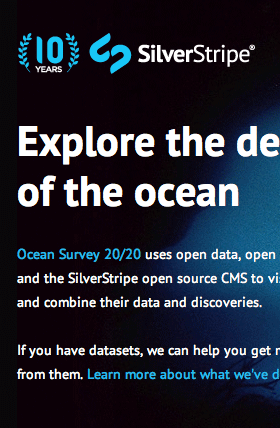 10
YEARS
SilverStripe®
Explore the de
of the ocean
Ocean Survey 20/20 uses open data, open
and the SilverStripe open source CMS to vi
and combine their data and discoveries.
If you have datasets, we can help you get
from them. Learn more about what we've d